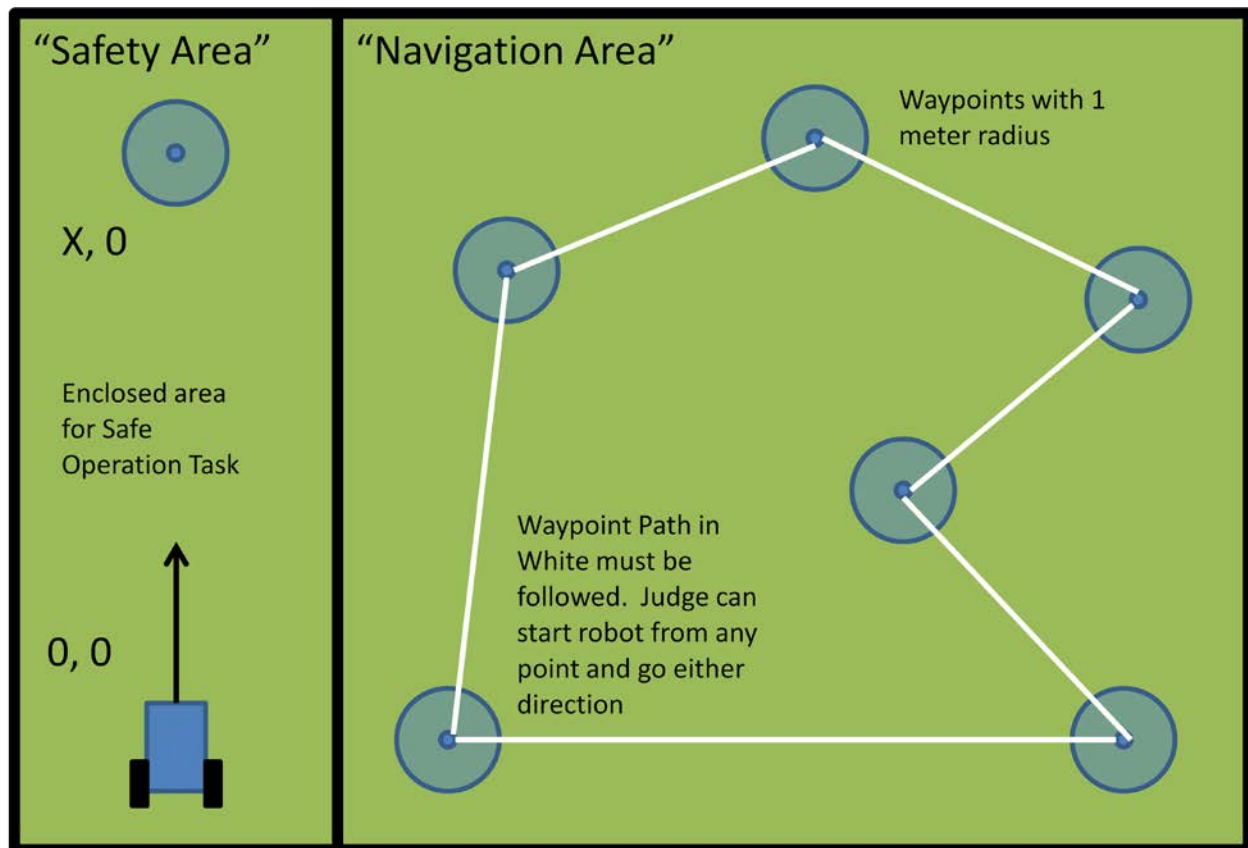 “Safety Area”
X, 0
Enclosed area
for Safe
Operation Task
0, 0
“Navigation Area”
Waypoints with 1
meter radius
Waypoint Path in
White must be
followed.  Judge can
start robot from any
point and go either
direction